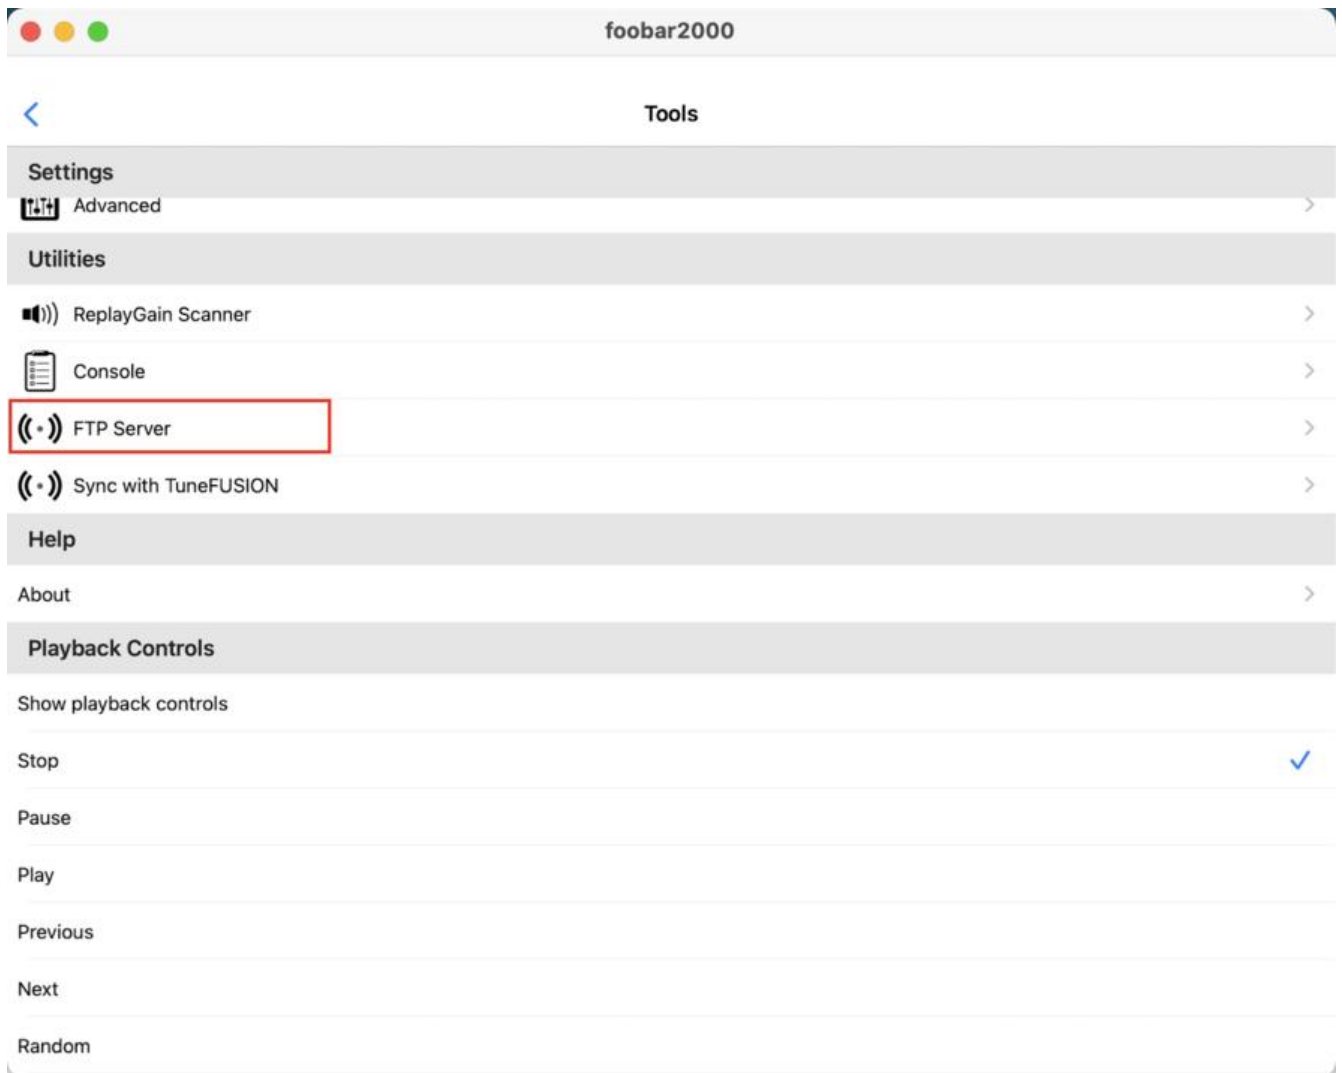 foobar2000
Tools
Settings
Advanced
Utilities
ReplayGain Scanner
Console
FTP Server
Sync with TuneFUSION
Help
About
Playback Controls
Show playback controls
Stop
Pause
Play
Previous
Next
Random